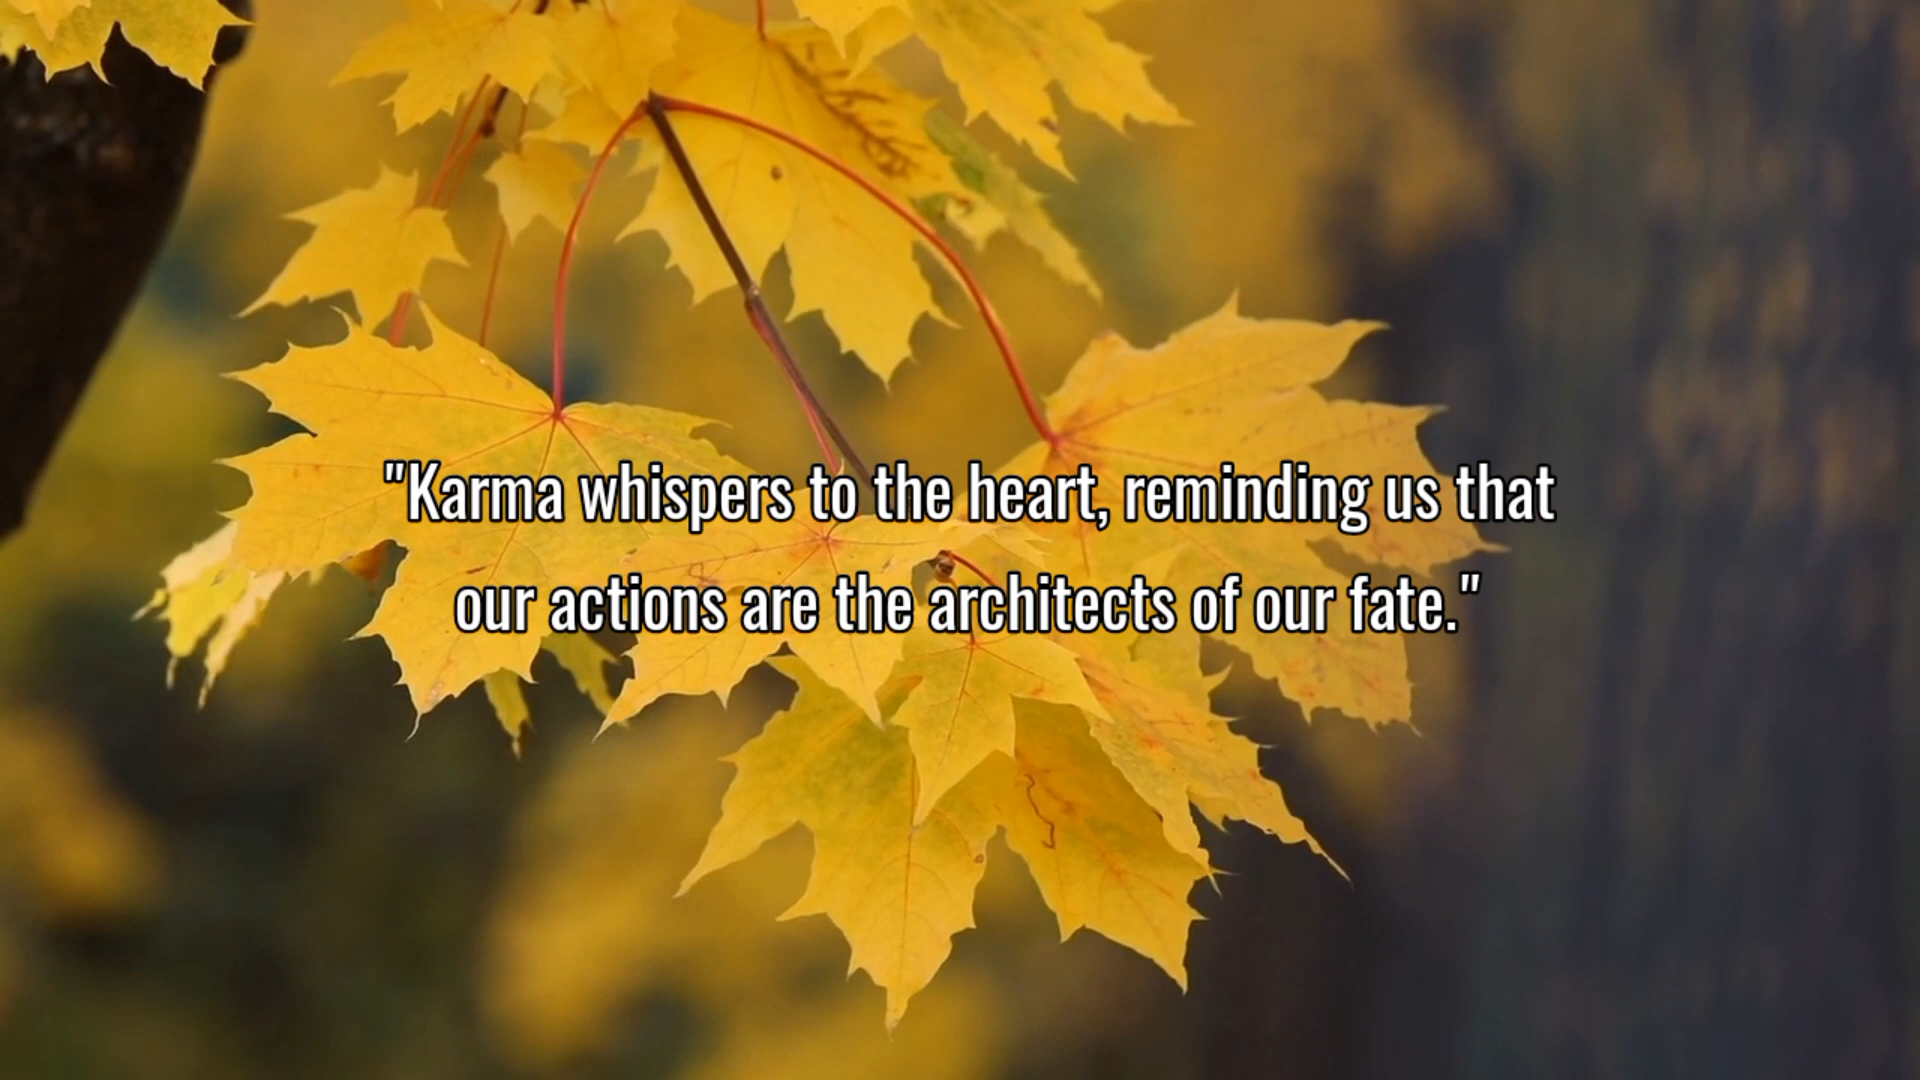 "Karma whispers to the heart, reminding us that
our actions are the architects of our fate."